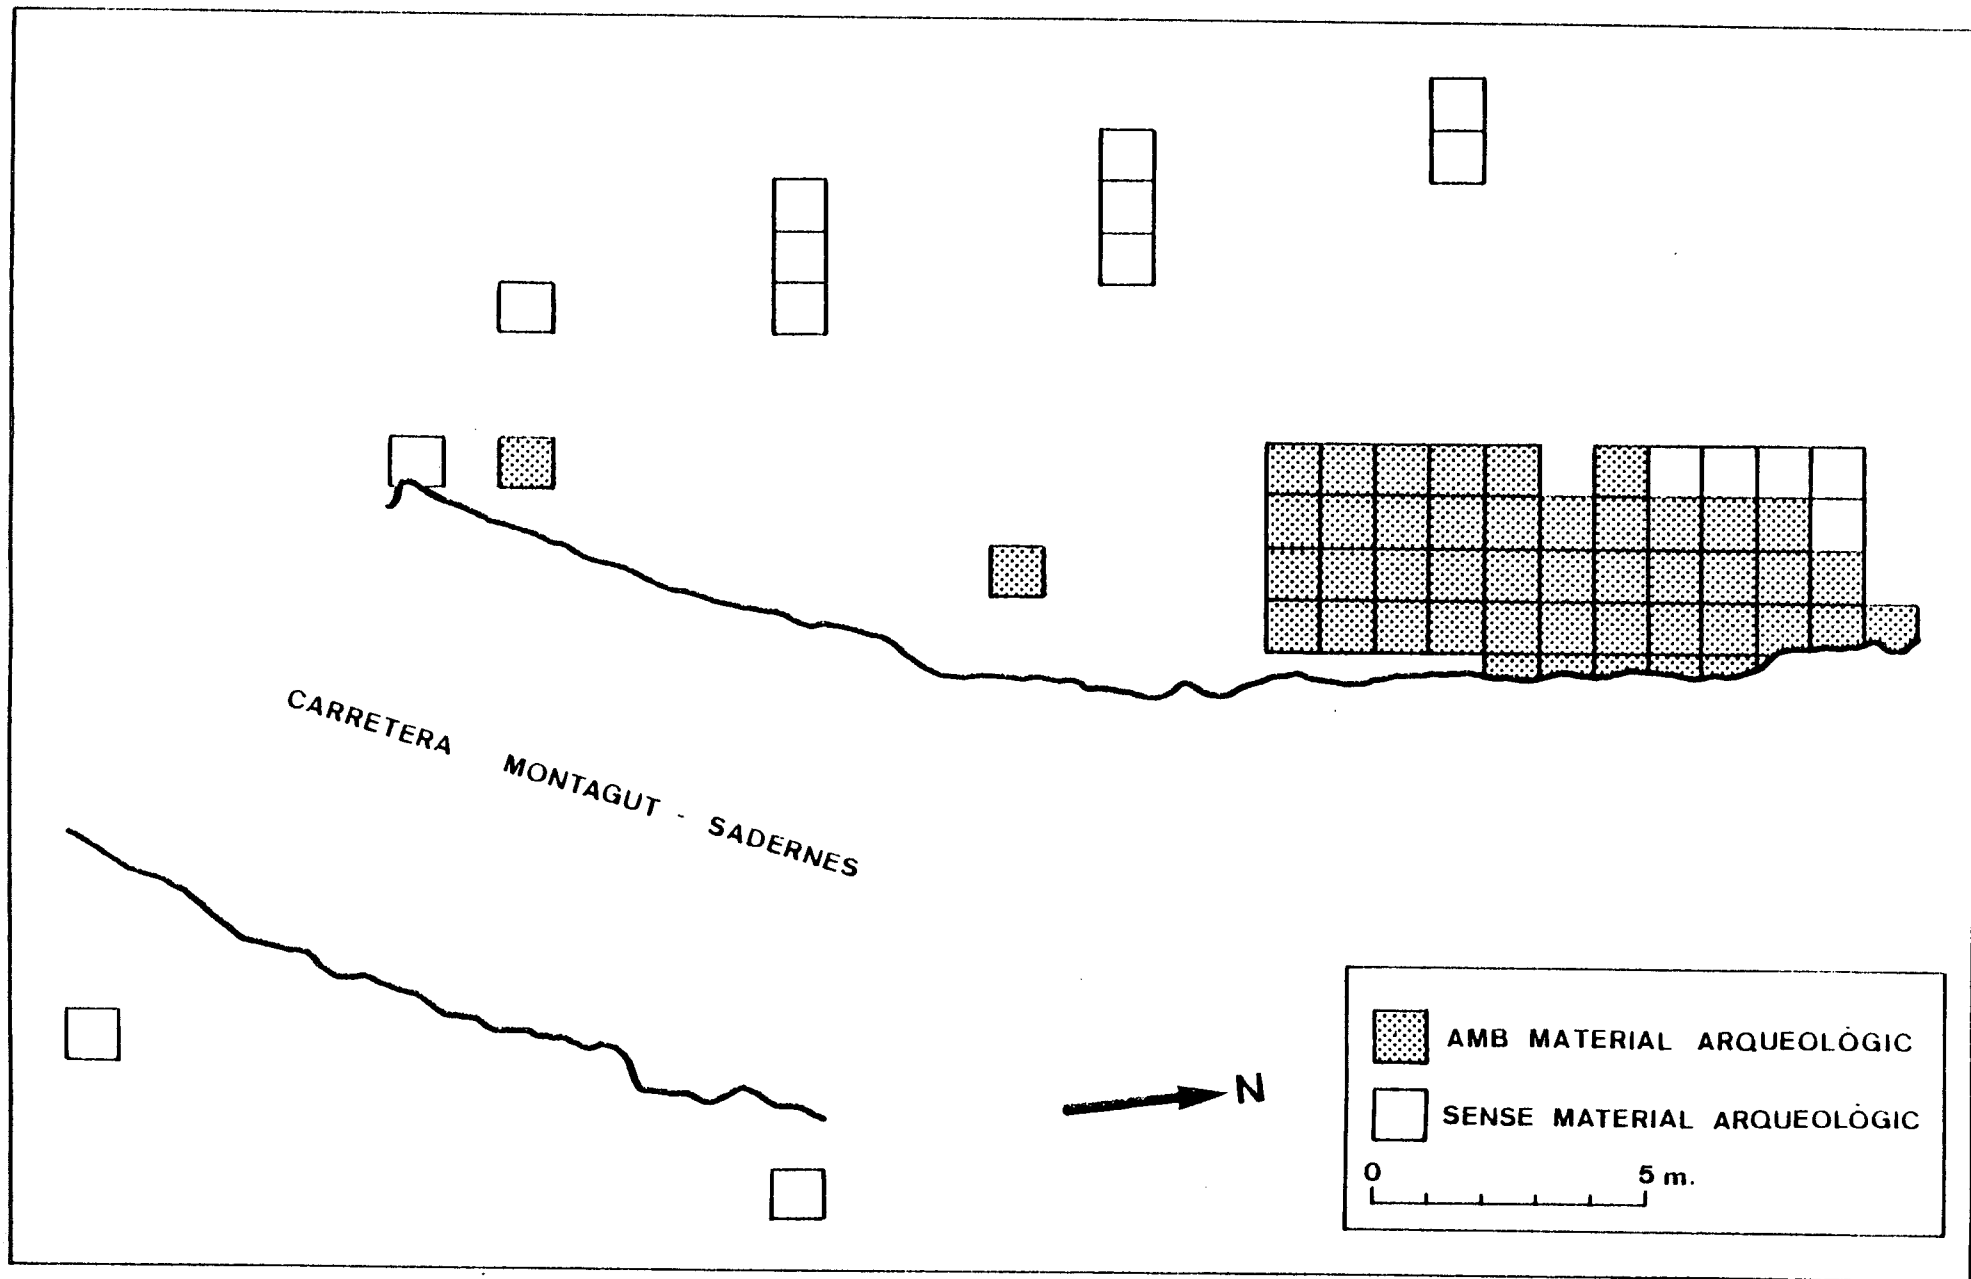 CARRETERA MONTAGUT - SADERNES
N
AMB MATERIAL ARQUEOLÒGIC
SENSE MATERIAL ARQUEOLÒGIC
0 5 m.